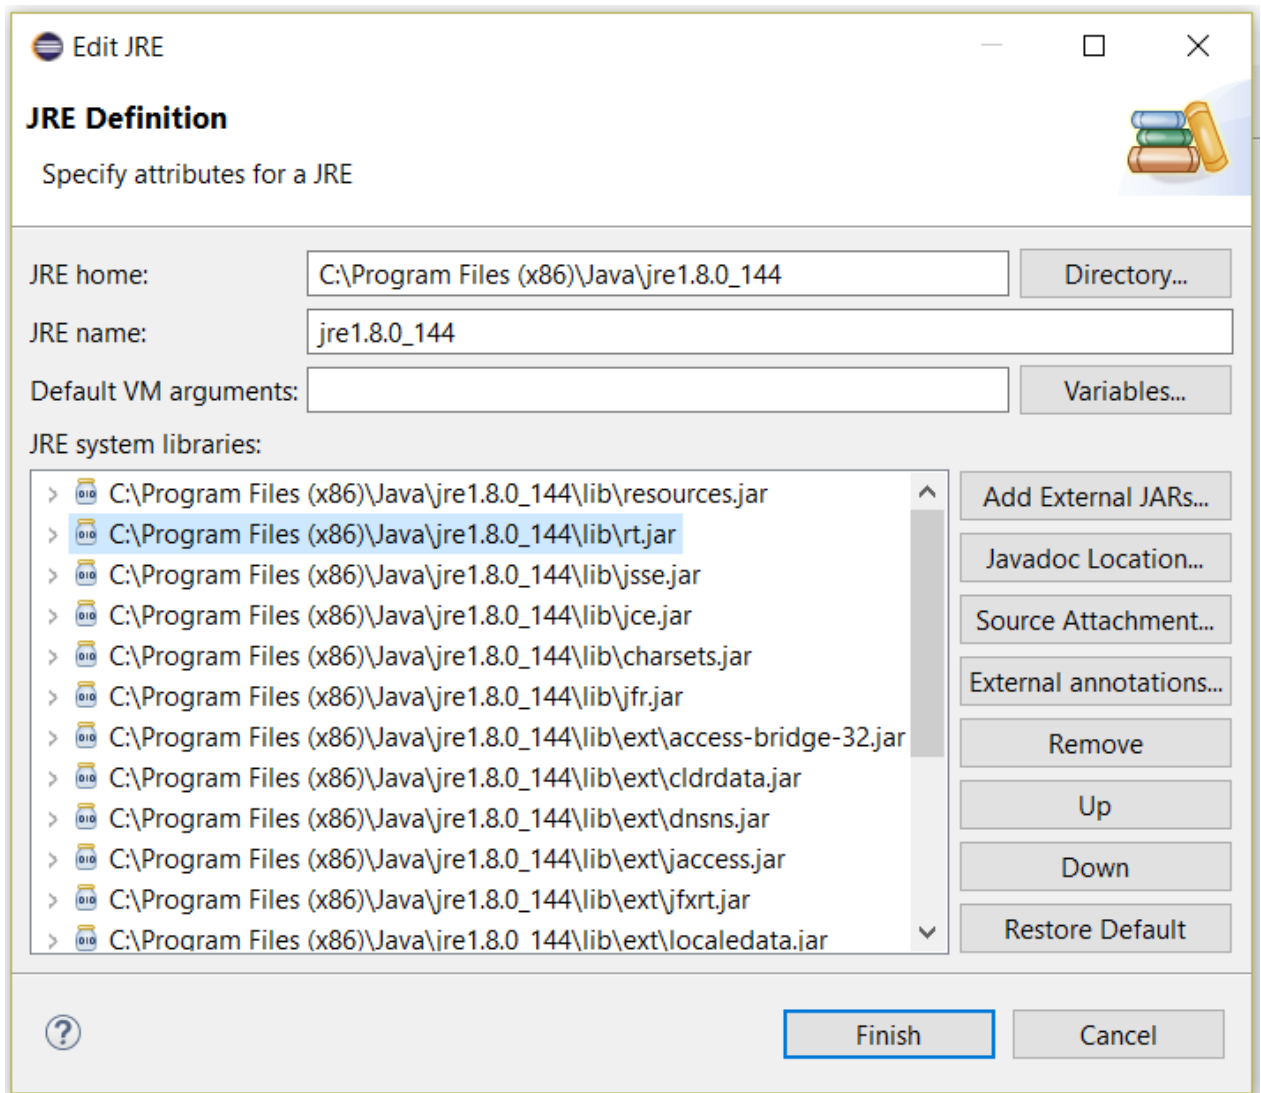 Edit JRE
JRE Definition
Specify attributes for a JRE
JRE home: C:\Program Files (x86)\Java\jre1.8.0_144 Directory...
JRE name: jre1.8.0_144
Default VM arguments: Variables...
JRE system libraries:
C:\Program Files (x86)\Java\jre1.8.0_144\lib\resources.jar
C:\Program Files (x86)\Java\jre1.8.0_144\lib\rt.jar
C:\Program Files (x86)\Java\jre1.8.0_144\lib\jsse.jar
C:\Program Files (x86)\Java\jre1.8.0_144\lib\jce.jar
C:\Program Files (x86)\Java\jre1.8.0_144\lib\charsets.jar
C:\Program Files (x86)\Java\jre1.8.0_144\lib\jfr.jar
C:\Program Files (x86)\Java\jre1.8.0_144\lib\ext\access-bridge-32.jar
C:\Program Files (x86)\Java\jre1.8.0_144\lib\ext\cldrdata.jar
C:\Program Files (x86)\Java\jre1.8.0_144\lib\ext\dnsns.jar
C:\Program Files (x86)\Java\jre1.8.0_144\lib\ext\jaccess.jar
C:\Program Files (x86)\Java\jre1.8.0_144\lib\ext\jfxrt.jar
C:\Program Files (x86)\Java\jre1.8.0_144\lib\ext\localedata.jar
Add External JARs...
Javadoc Location...
Source Attachment...
External annotations...
Remove
Up
Down
Restore Default
Finish Cancel